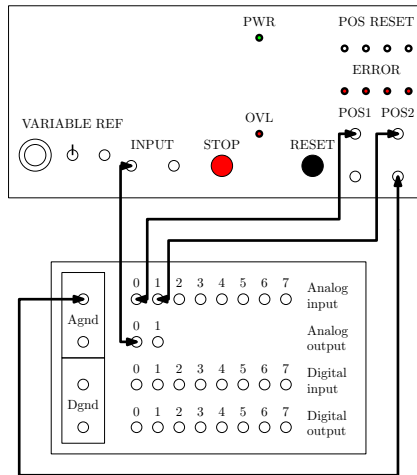 PWR POS RESET
ERROR
VARIABLE REF OVL POS1 POS2
INPUT STOP RESET
0 1 2 3 4 5 6 7 Analog
input
Agnd
0 1 Analog
output
0 1 2 3 4 5 6 7 Digital
input
Dgnd
0 1 2 3 4 5 6 7 Digital
output